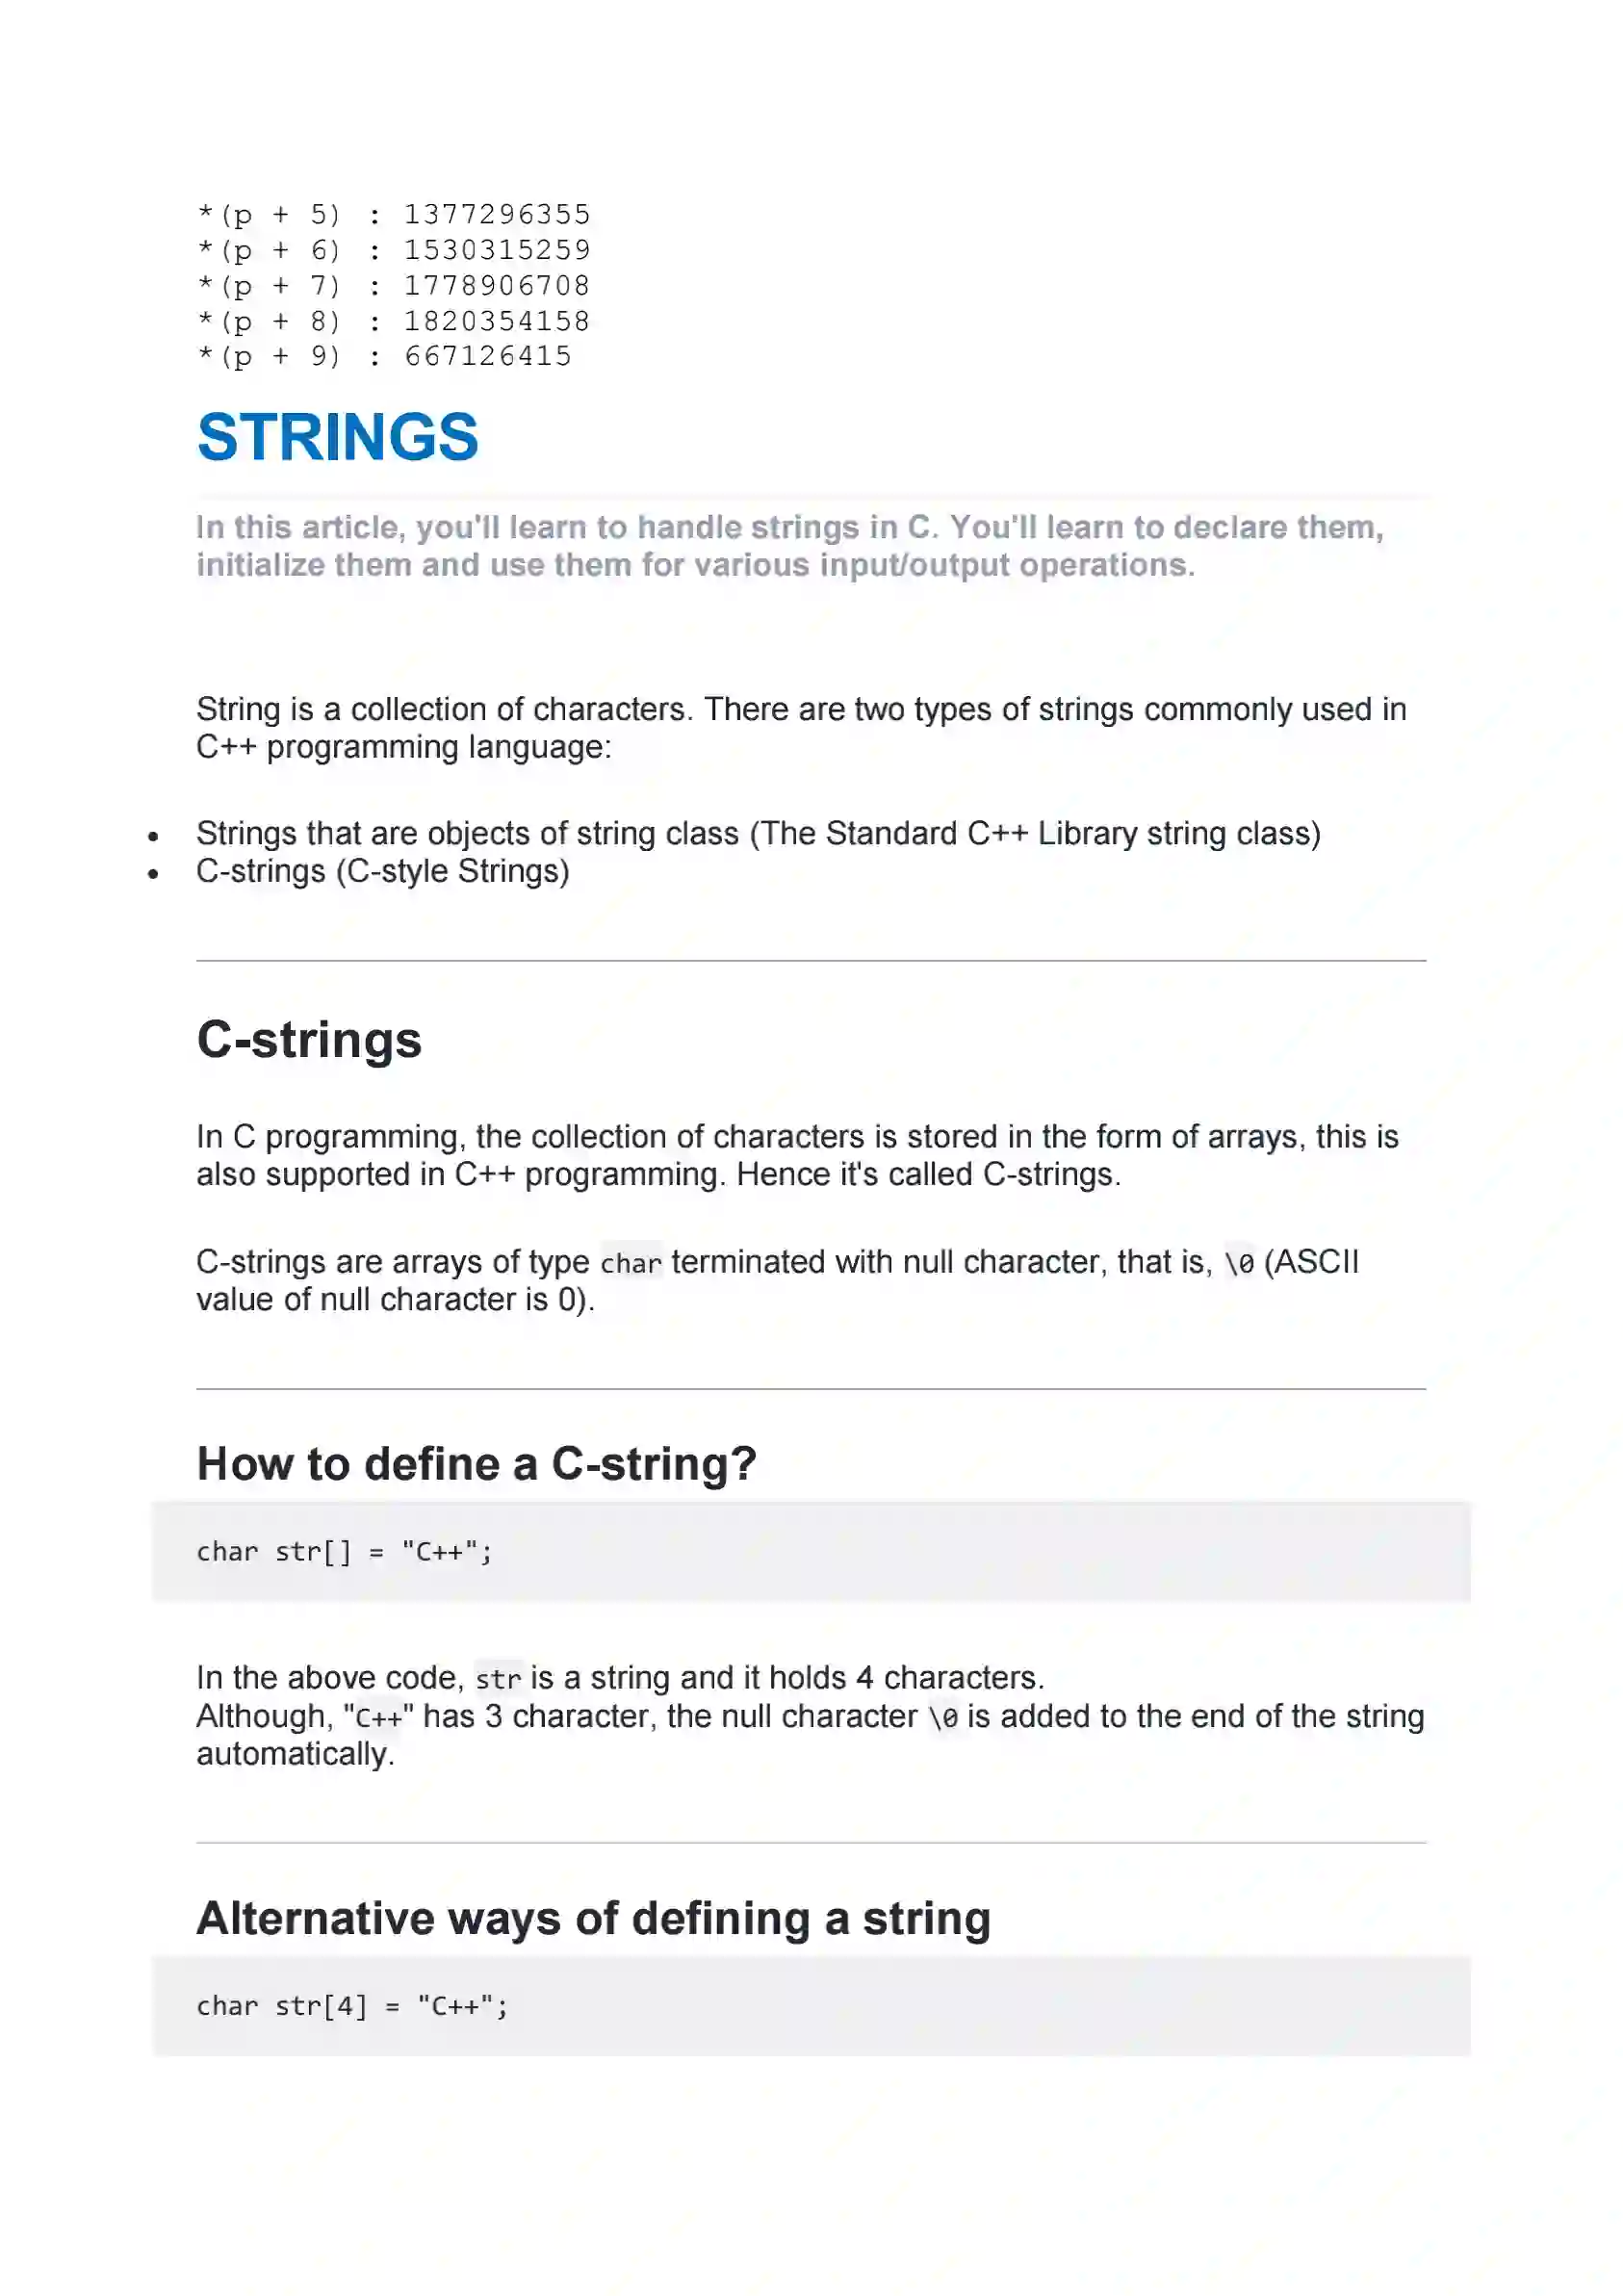 *(p + 5) : 1377296355
*(p + 6) : 1530315259
*(p + 7) : 1778906708
*(p + 8) : 1820354158
*(p + 9) : 667126415
STRINGS
In this article, you'll learn to handle strings in C. You'll learn to declare them,
initialize them and use them for various input/output operations.
String is a collection of characters. There are two types of strings commonly used in
C++ programming language:
• Strings that are objects of string class (The Standard C++ Library string class)
• C-strings (C-style Strings)
C-strings
In C programming, the collection of characters is stored in the form of arrays, this is
also supported in C++ programming. Hence it's called C-strings.
C-strings are arrays of type char terminated with null character, that is, \0 (ASCII
value of null character is 0).
How to define a C-string?
char str[] = "C++";
In the above code, str is a string and it holds 4 characters.
Although, "C++" has 3 character, the null character \0 is added to the end of the string
automatically.
Alternative ways of defining a string
char str[4] = "C++";